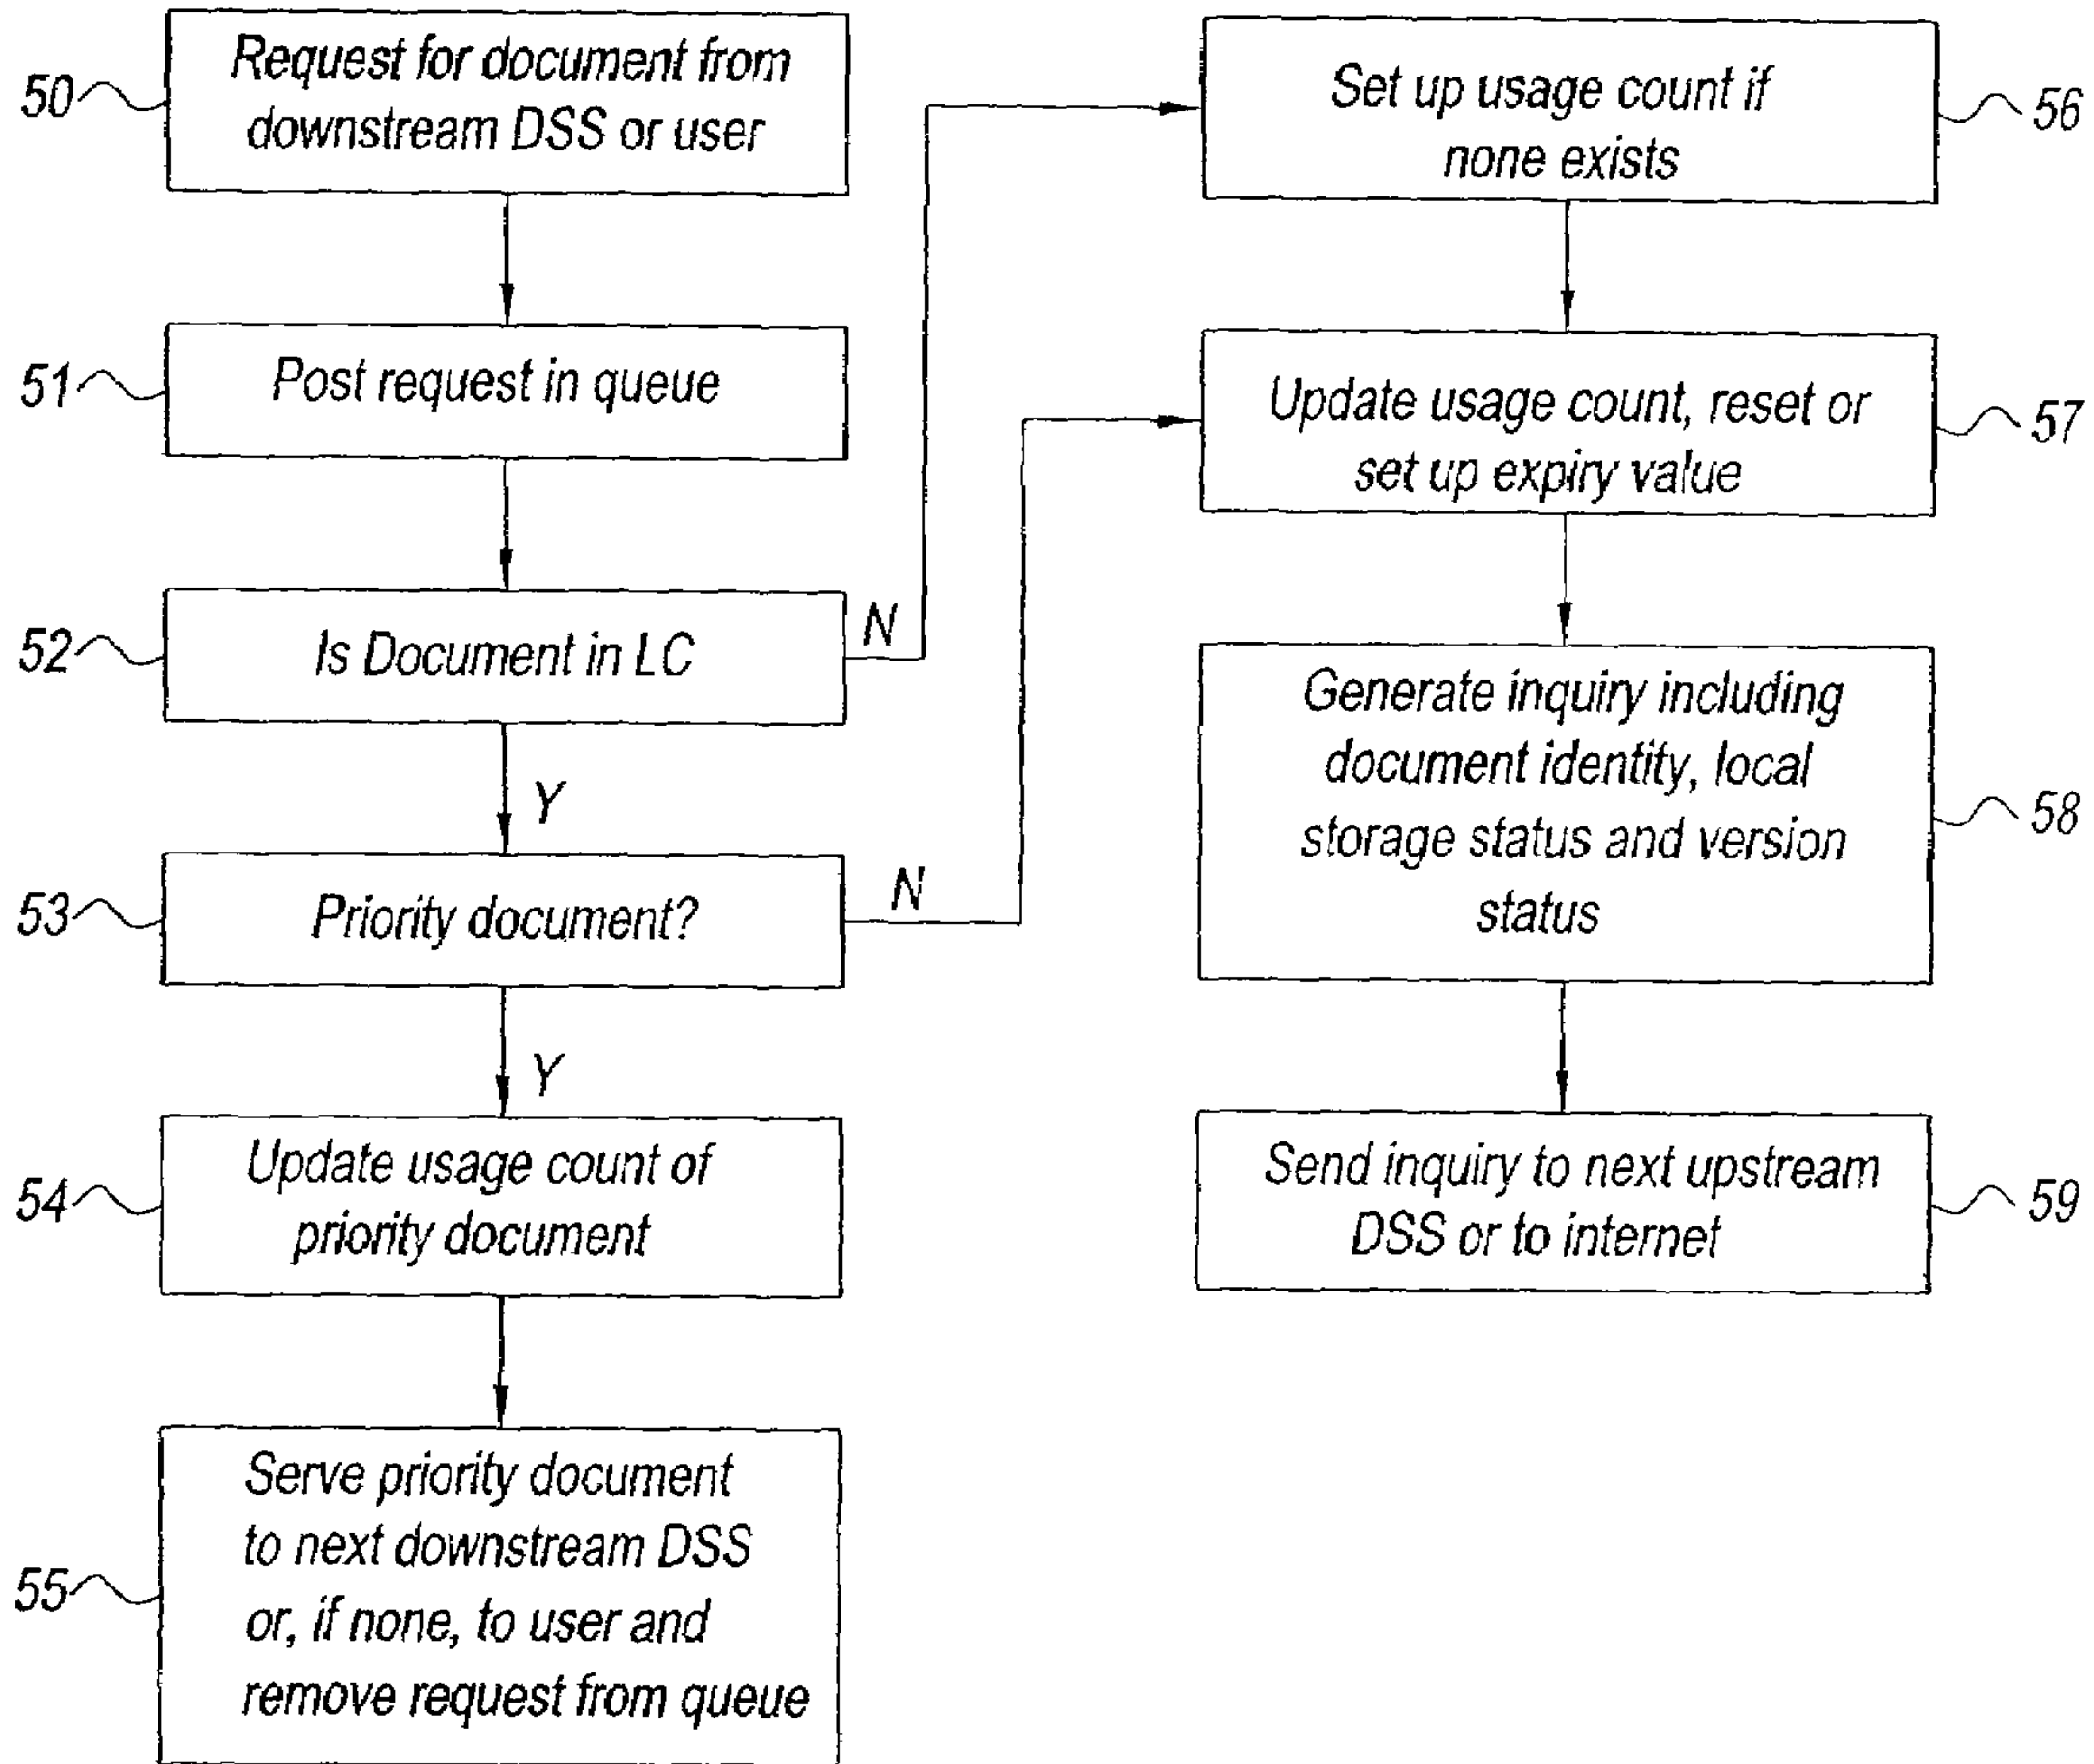 50
Request for document from
downstream DSS or user
51
Post request in queue
52
Is Document in LC
N
Y
53
Priority document?
N
Y
54
Update usage count of
priority document
55
Serve priority document
to next downstream DSS
or, if none, to user and
remove request from queue
Set up usage count if
none exists
56
Update usage count, reset or
set up expiry value
57
Generate inquiry including
document identity, local
storage status and version
status
58
Send inquiry to next upstream
DSS or to internet
59